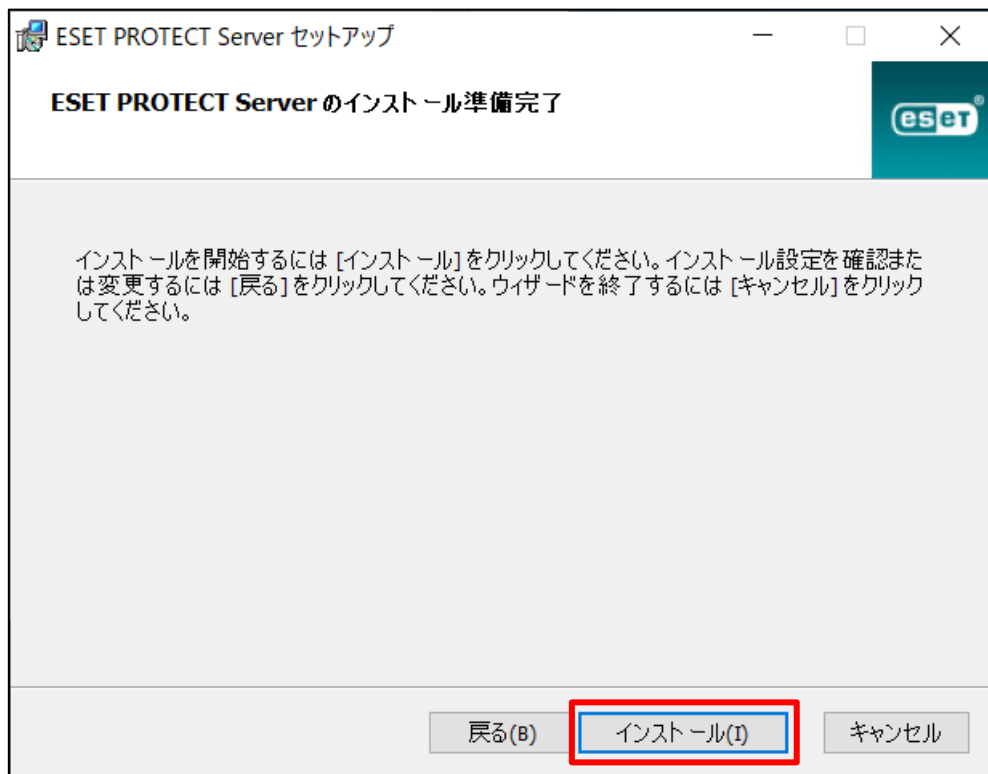 ESET PROTECT Server セットアップ
ESET PROTECT Server のインストール準備完了
eset®
インストールを開始するには [インストール] をクリックしてください。インストール設定を確認また
は変更するには [戻る] をクリックしてください。ウィザードを終了するには [キャンセル] をクリック
してください。
戻る(B)
インストール(I)
キャンセル